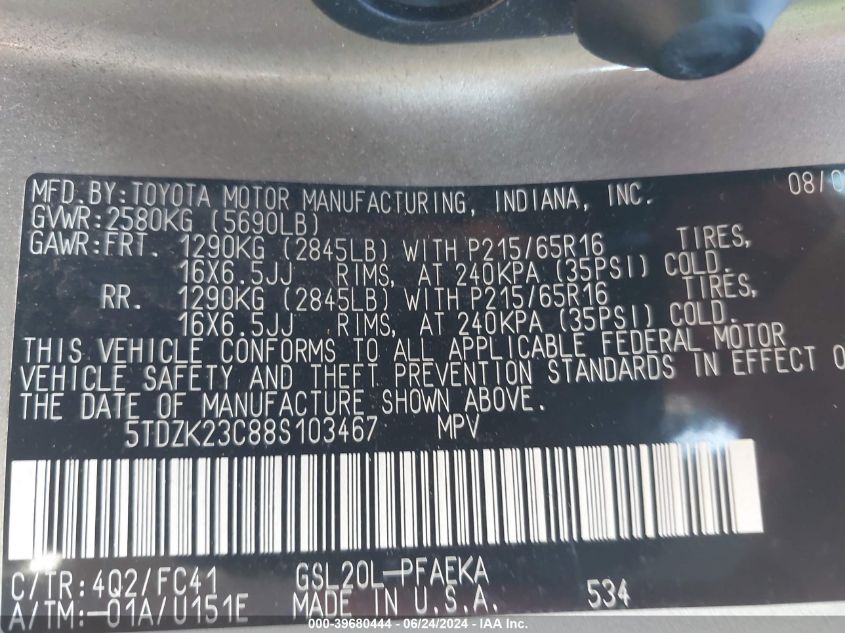 MFD.BY:TOYOTA MOTOR MANUFACTURING, INDIANA, INC. 08/0
GVWR:2580KG (5690LB)
GAWR:FRT. 1290KG (2845LB) WITH P215/65R16 TIRES,
16X6.5JJ RIMS, AT 240KPA (35PSI) COLD.
RR. 1290KG (2845LB) WITH P215/65R16 TIRES,
16X6.5JJ RIMS, AT 240KPA (35PSI) COLD.
THIS VEHICLE CONFORMS TO ALL APPLICABLE FEDERAL MOTOR
VEHICLE SAFETY AND THEFT PREVENTION STANDARDS IN EFFECT O
THE DATE OF MANUFACTURE SHOWN ABOVE.
5TDZK23C88S103467 MPV
C/TR:4Q2/FC41 GSL20L-PFAEKA
A/TM:-01A/U151E MADE IN U.S.A. 534
000-39680444 - 06/24/2024 - IAAI.com